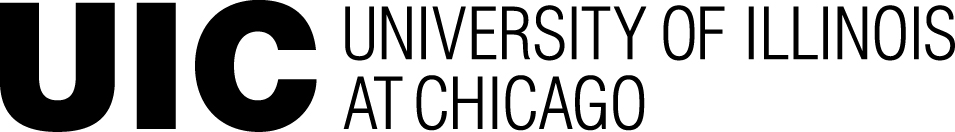 UIC
UNIVERSITY OF ILLINOIS
AT CHICAGO